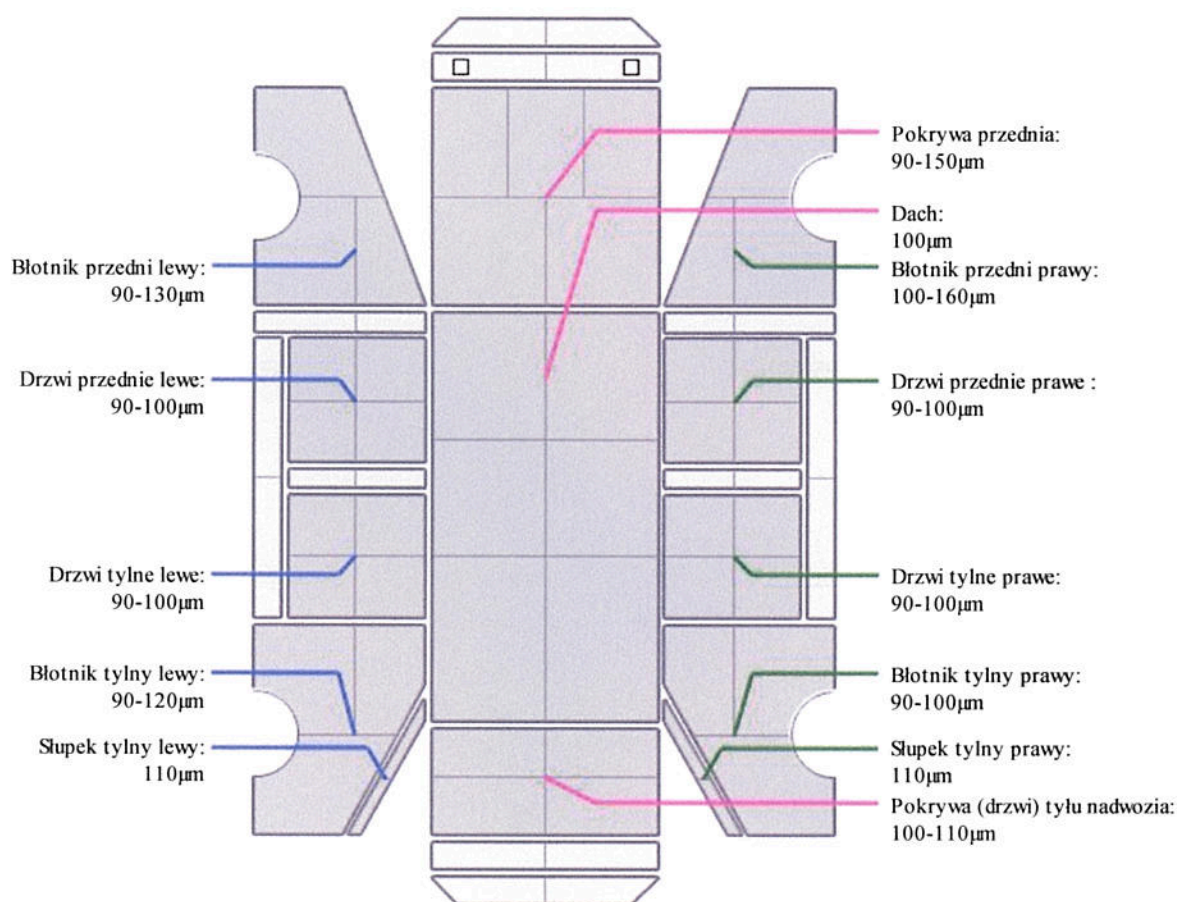 Pokrywa przednia:
90-150μm
Dach:
100μm
Błotnik przedni lewy:
90-130μm
Błotnik przedni prawy:
100-160μm
Drzwi przednie lewe:
90-100μm
Drzwi przednie prawe :
90-100μm
Drzwi tylne lewe:
90-100μm
Drzwi tylne prawe:
90-100μm
Błotnik tylny lewy:
90-120μm
Błotnik tylny prawy:
90-100μm
Słupek tylny lewy:
110μm
Słupek tylny prawy:
110μm
Pokrywa (drzwi) tyłu nadwozia:
100-110μm